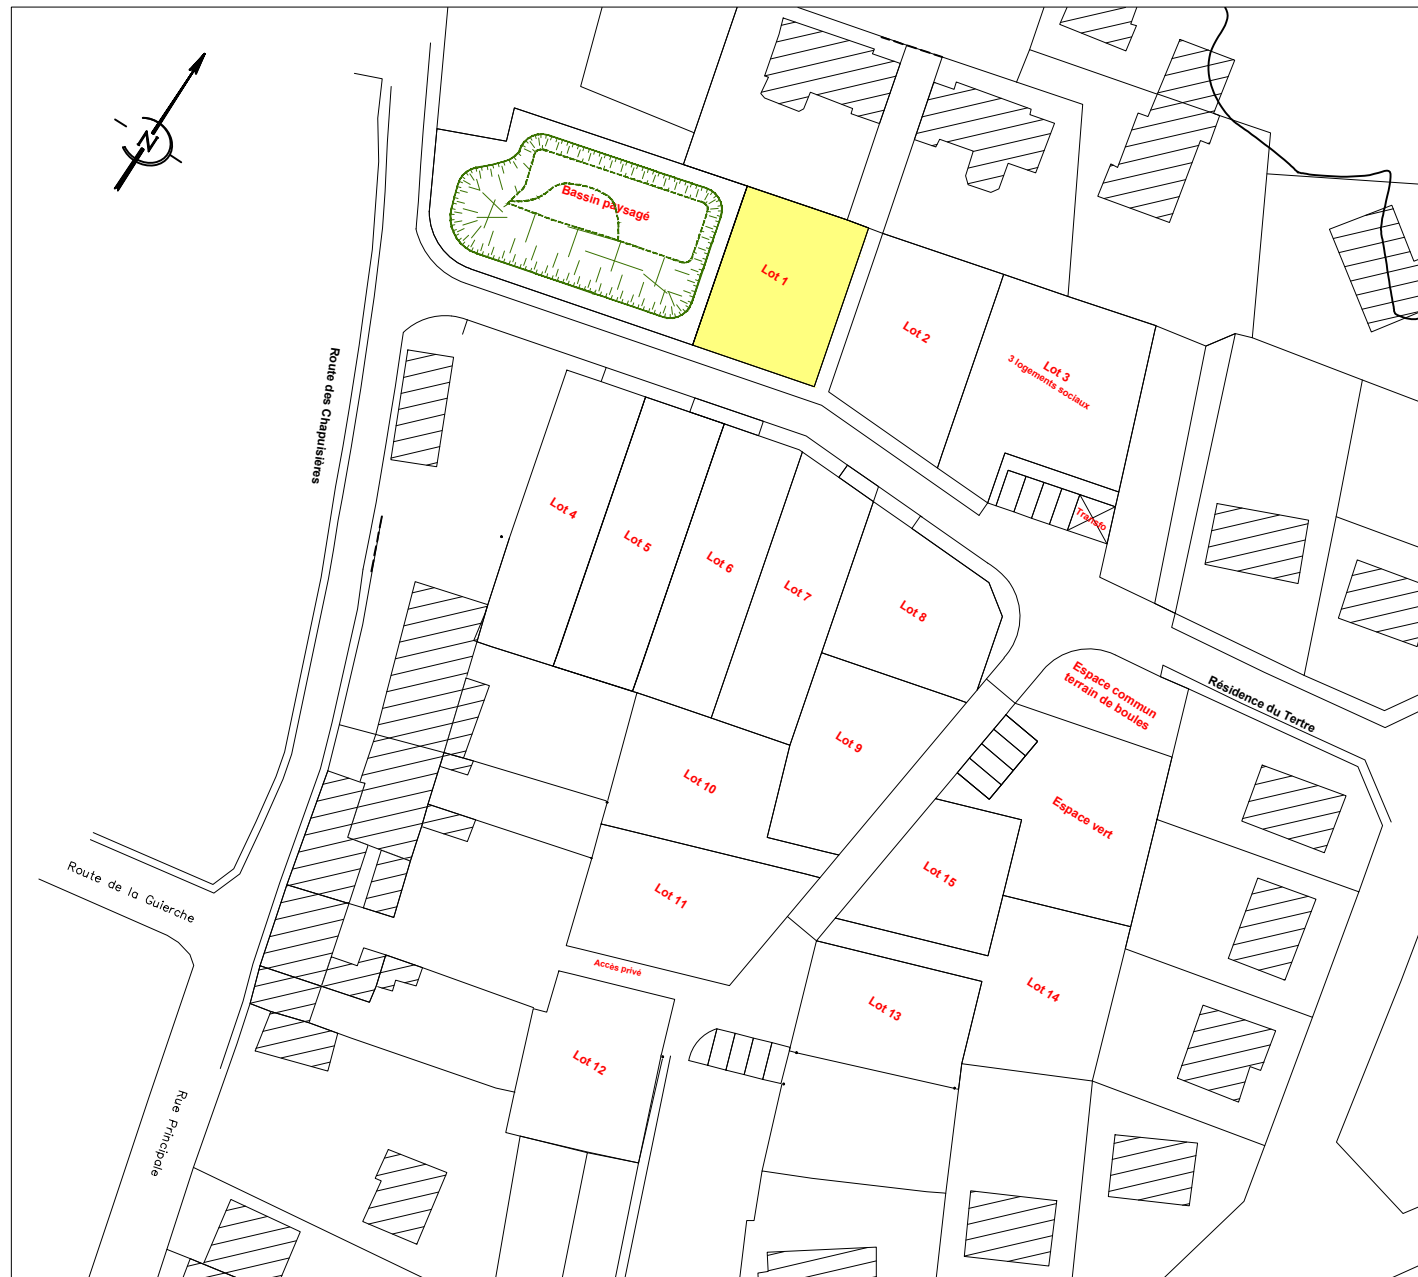 N
Bassin paysagé
Lot 1
Lot 2
Lot 3
3 logements sociaux
Transfo
Route des Chapuisières
Lot 4
Lot 5
Lot 6
Lot 7
Lot 8
Espace commun
terrain de boules
Résidence du Tertre
Lot 9
Lot 10
Espace vert
Lot 15
Lot 11
Route de la Guierche
Accès privé
Lot 14
Lot 13
Lot 12
Rue Principale